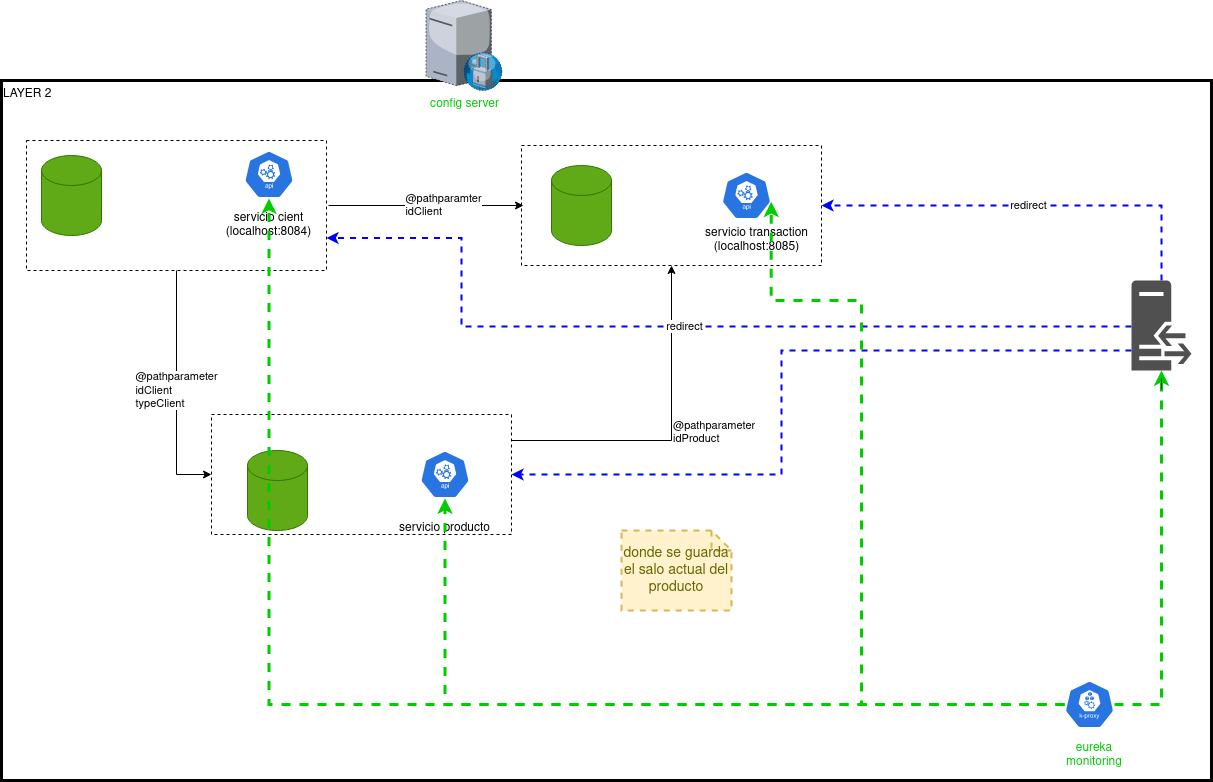 config server
LAYER 2
api
servicio cient
(localhost:8084)
@pathparamter
idClient
api
servicio transaction
(localhost:8085)
redirect
redirect
@pathparameter
idClient
typeClient
@pathparameter
idProduct
api
servicio producto
donde se guarda
el salo actual del
producto
k-proxy
eureka
monitoring